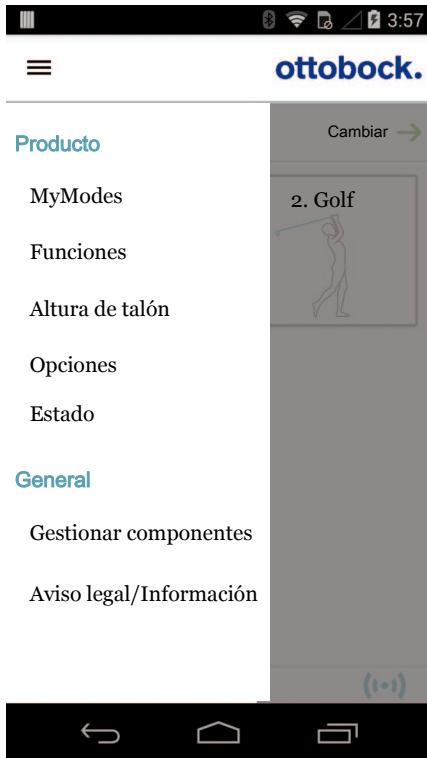 3:57
ottobock.
Cambiar
Producto
MyModes
2. Golf
Funciones
Altura de talón
Opciones
Estado
General
Gestionar componentes
Aviso legal/Información